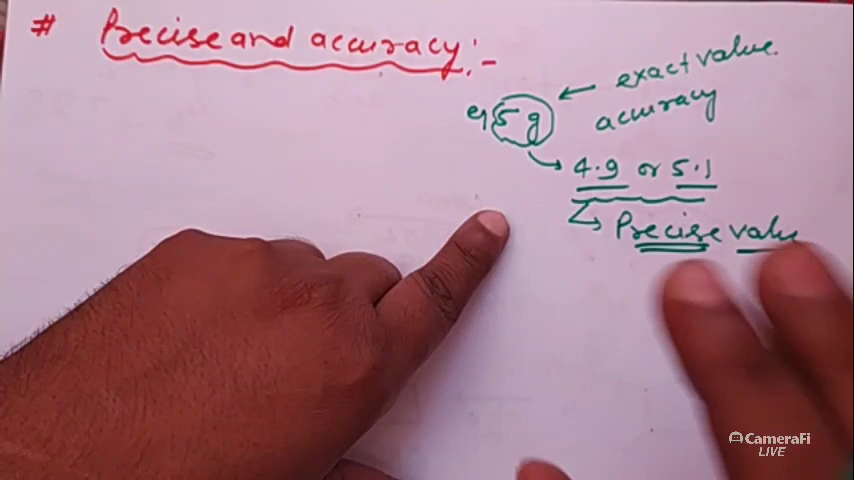 # Precise and accuracy :-
exact value.
accuracy
eg 5 g
4.9 or 5.1
Precise value
CameraFi
LIVE